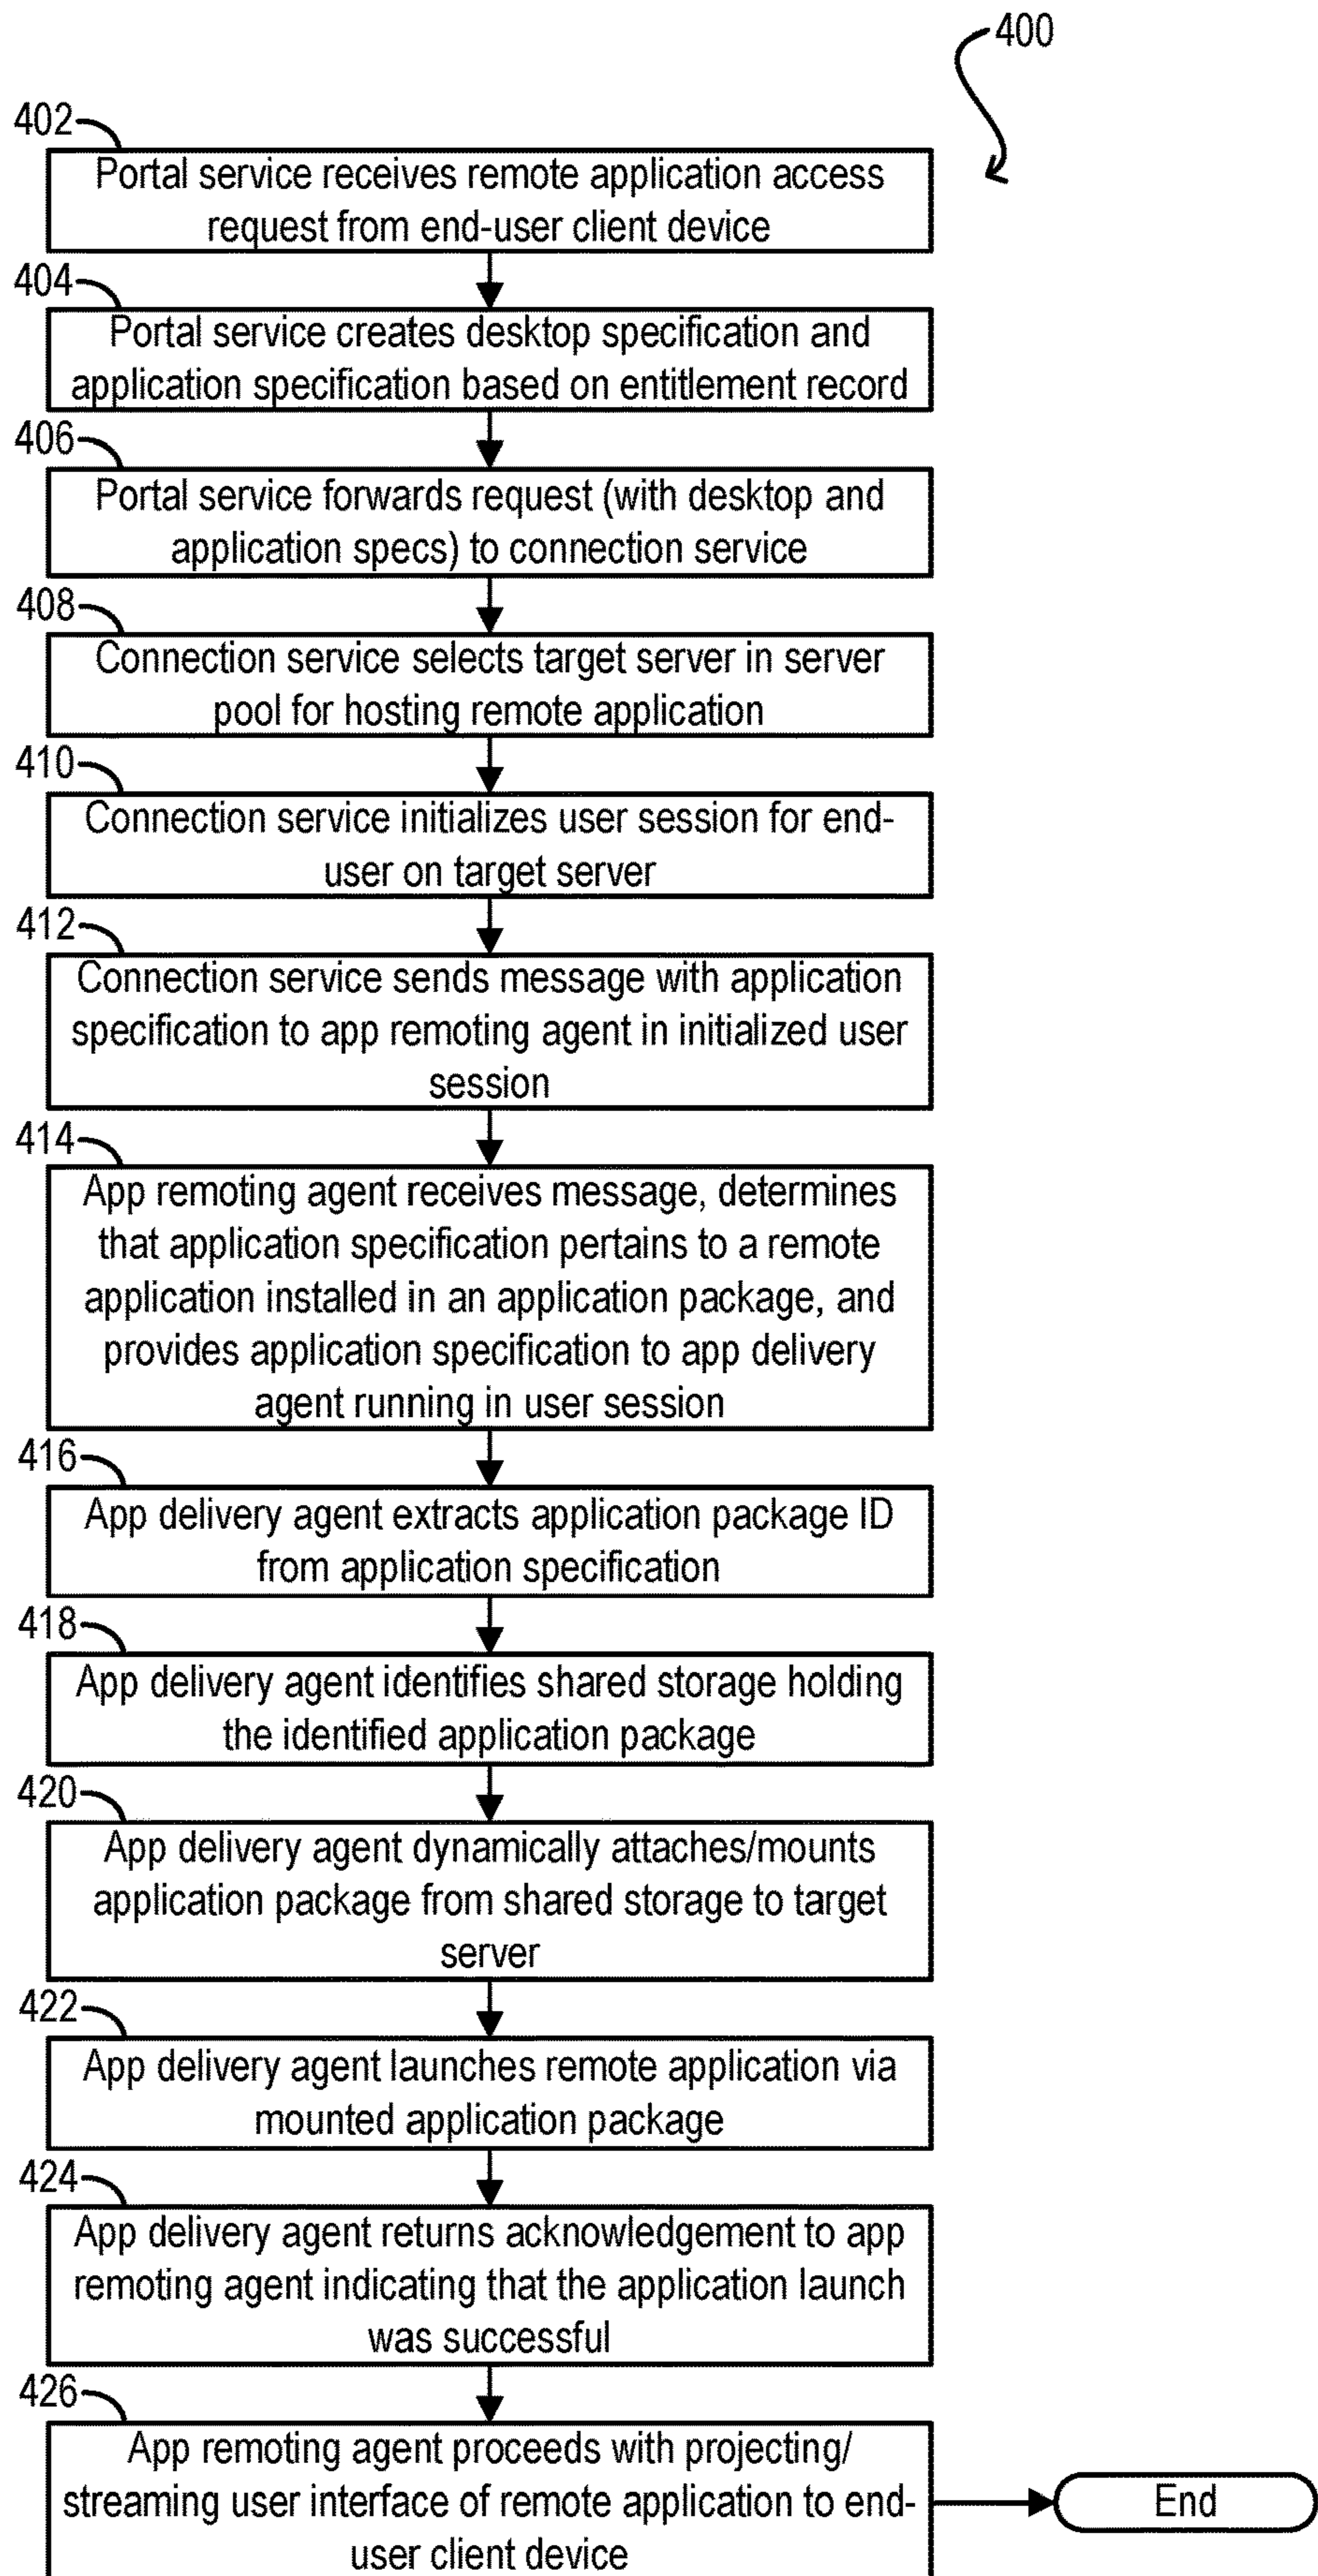 400
402
Portal service receives remote application access
request from end-user client device
404
Portal service creates desktop specification and
application specification based on entitlement record
406
Portal service forwards request (with desktop and
application specs) to connection service
408
Connection service selects target server in server
pool for hosting remote application
410
Connection service initializes user session for end-
user on target server
412
Connection service sends message with application
specification to app remoting agent in initialized user
session
414
App remoting agent receives message, determines
that application specification pertains to a remote
application installed in an application package, and
provides application specification to app delivery
agent running in user session
416
App delivery agent extracts application package ID
from application specification
418
App delivery agent identifies shared storage holding
the identified application package
420
App delivery agent dynamically attaches/mounts
application package from shared storage to target
server
422
App delivery agent launches remote application via
mounted application package
424
App delivery agent returns acknowledgement to app
remoting agent indicating that the application launch
was successful
426
App remoting agent proceeds with projecting/
streaming user interface of remote application to end-
user client device
End